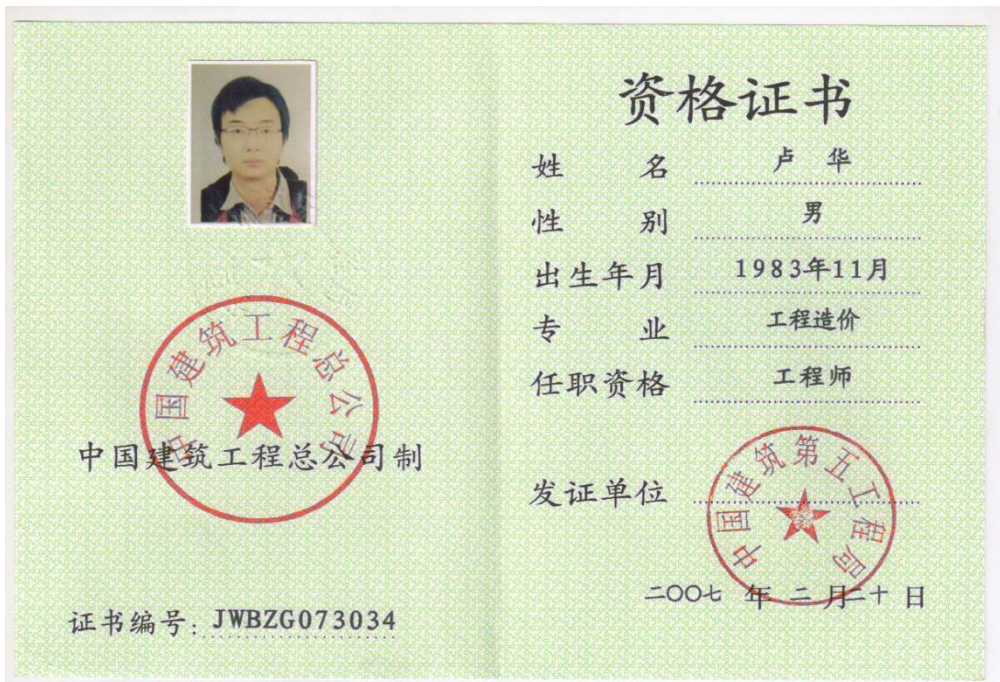 中国建筑工程总公司
中国建筑工程总公司制
证书编号：JWBZG073034
资格证书
姓名 卢华
性别 男
出生年月 1983年11月
专业 工程造价
任职资格 工程师
发证单位
中国建筑第五工程局
二〇〇七年二月二十日